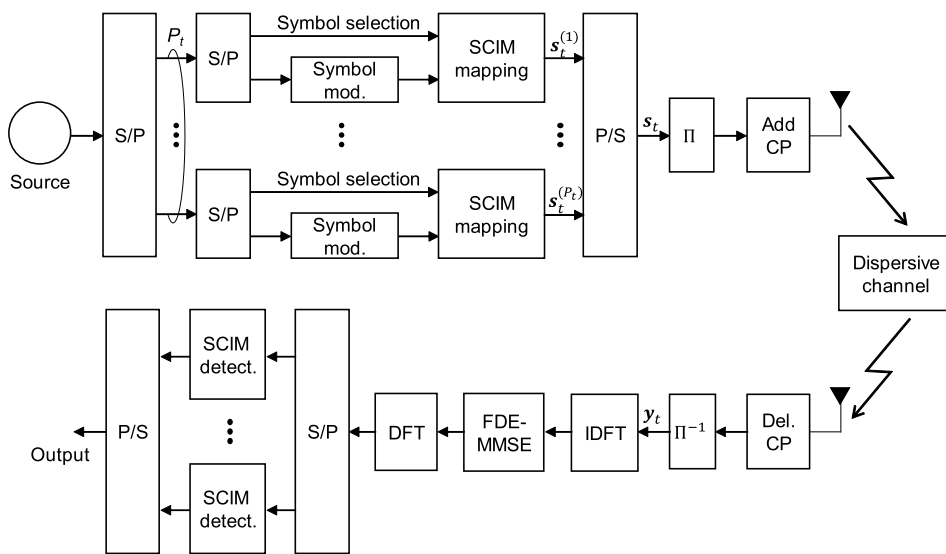 Source
S/P
P_t
S/P
Symbol selection
Symbol
mod.
SCIM
mapping
s_t^(1)
S/P
Symbol selection
Symbol
mod.
SCIM
mapping
s_t^(P_t)
P/S
s_t
Π
Add
CP
Dispersive
channel
Del.
CP
Π^−1
y_t
IDFT
FDE-
MMSE
DFT
S/P
SCIM
detect.
SCIM
detect.
P/S
Output